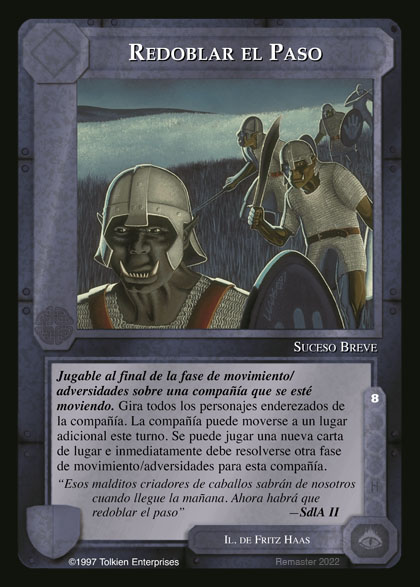 REDOBLAR EL PASO
SUCESO BREVE
Jugable al final de la fase de movimiento/
adversidades sobre una compañía que se esté
moviendo. Gira todos los personajes enderezados de
la compañía. La compañía puede moverse a un lugar
adicional este turno. Se puede jugar una nueva carta
de lugar e inmediatamente debe resolverse otra fase
de movimiento/adversidades para esta compañía.
“Esos malditos criadores de caballos sabrán de nosotros
cuando llegue la mañana. Ahora habrá que
redoblar el paso” —SdlA II
8
H
IL. DE FRITZ HAAS
©1997 Tolkien Enterprises
Remaster 2022